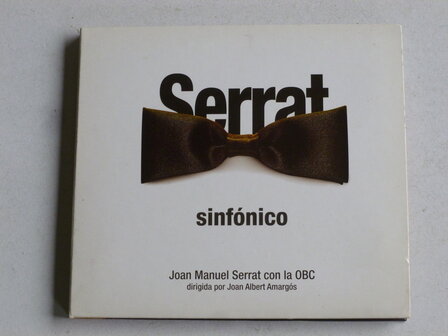 Serrat
sinfónico
Joan Manuel Serrat con la OBC
dirigida por Joan Albert Amargós